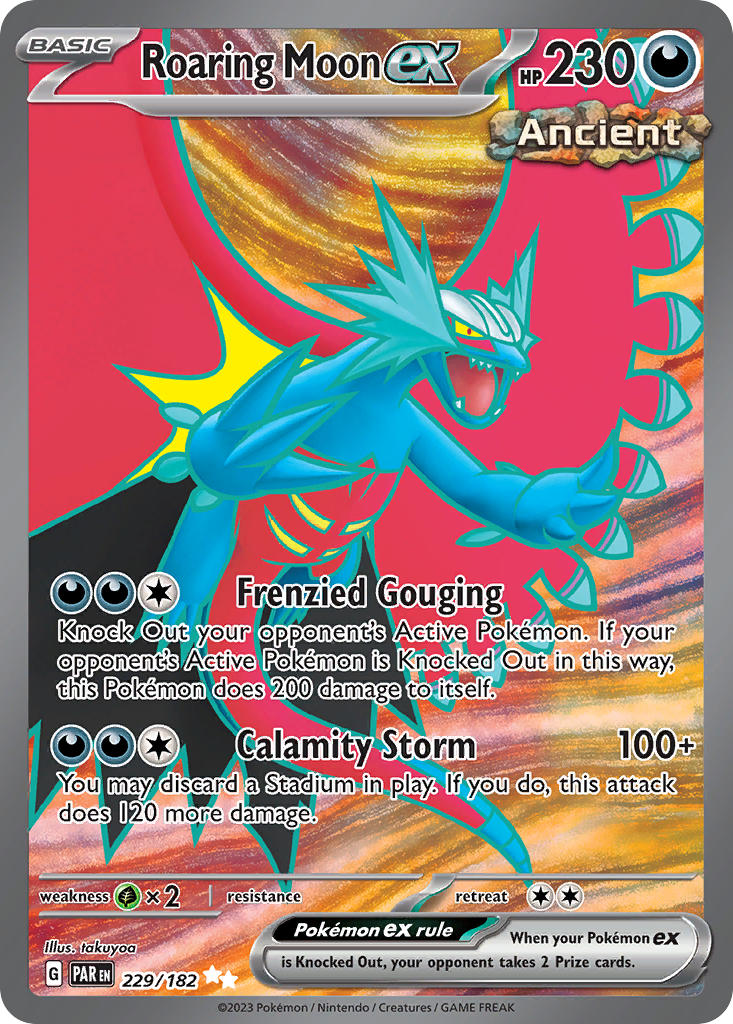 BASIC
Roaring Moon ex
HP 230
Ancient
Frenzied Gouging
Knock Out your opponent's Active Pokémon. If your
opponent's Active Pokémon is Knocked Out in this way,
this Pokémon does 200 damage to itself.
Calamity Storm 100+
You may discard a Stadium in play. If you do, this attack
does 120 more damage.
weakness ×2 resistance retreat
Illus. takuyoa
Pokémon ex rule
When your Pokémon ex
is Knocked Out, your opponent takes 2 Prize cards.
G PAR EN 229/182
©2023 Pokémon / Nintendo / Creatures / GAME FREAK